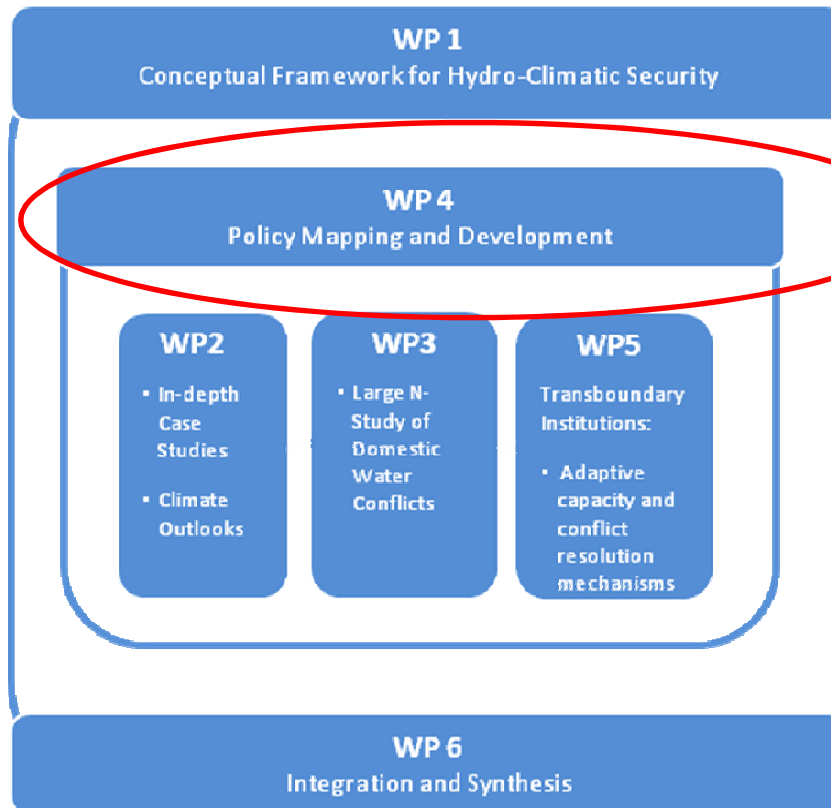 WP 1
Conceptual Framework for Hydro-Climatic Security
WP 4
Policy Mapping and Development
WP2
▪ In-depth
Case
Studies
▪ Climate
Outlooks
WP3
▪ Large N-
Study of
Domestic
Water
Conflicts
WP5
Transboundary
Institutions:
▪ Adaptive
capacity and
conflict
resolution
mechanisms
WP 6
Integration and Synthesis